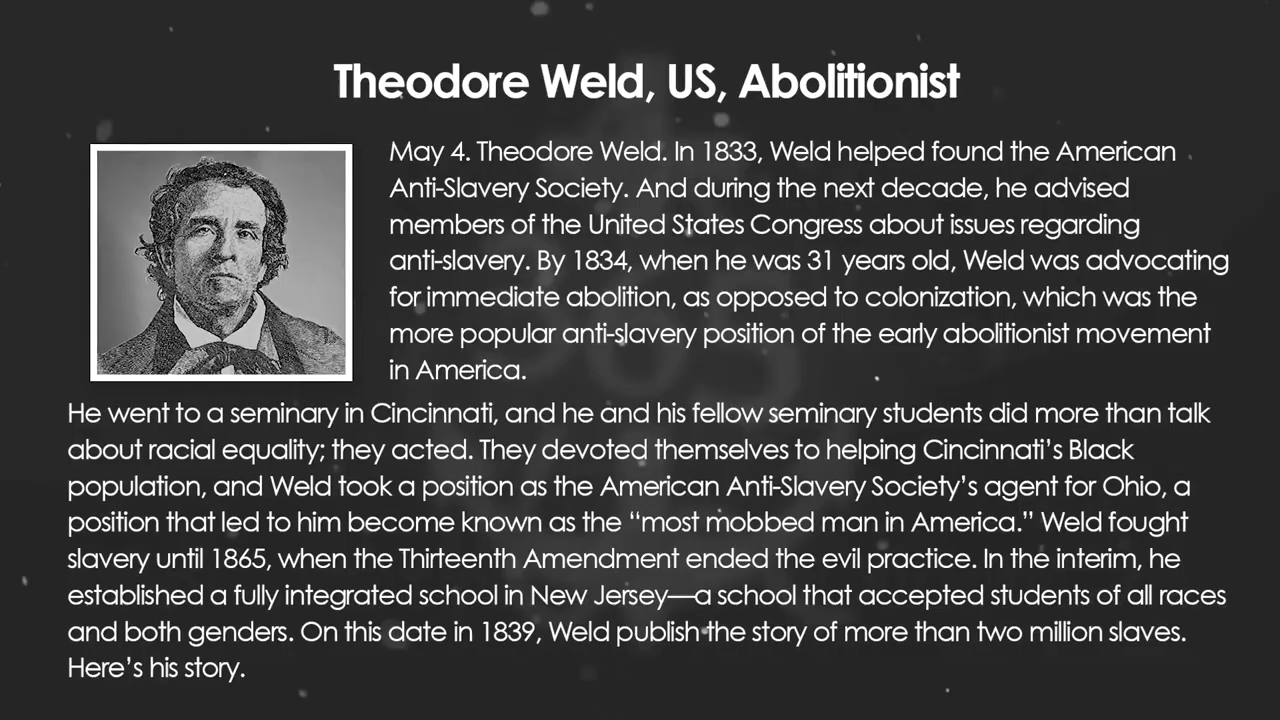 Theodore Weld, US, Abolitionist
May 4. Theodore Weld. In 1833, Weld helped found the American
Anti-Slavery Society. And during the next decade, he advised
members of the United States Congress about issues regarding
anti-slavery. By 1834, when he was 31 years old, Weld was advocating
for immediate abolition, as opposed to colonization, which was the
more popular anti-slavery position of the early abolitionist movement
in America.
He went to a seminary in Cincinnati, and he and his fellow seminary students did more than talk
about racial equality; they acted. They devoted themselves to helping Cincinnati’s Black
population, and Weld took a position as the American Anti-Slavery Society’s agent for Ohio, a
position that led to him become known as the “most mobbed man in America.” Weld fought
slavery until 1865, when the Thirteenth Amendment ended the evil practice. In the interim, he
established a fully integrated school in New Jersey—a school that accepted students of all races
and both genders. On this date in 1839, Weld publish the story of more than two million slaves.
Here’s his story.